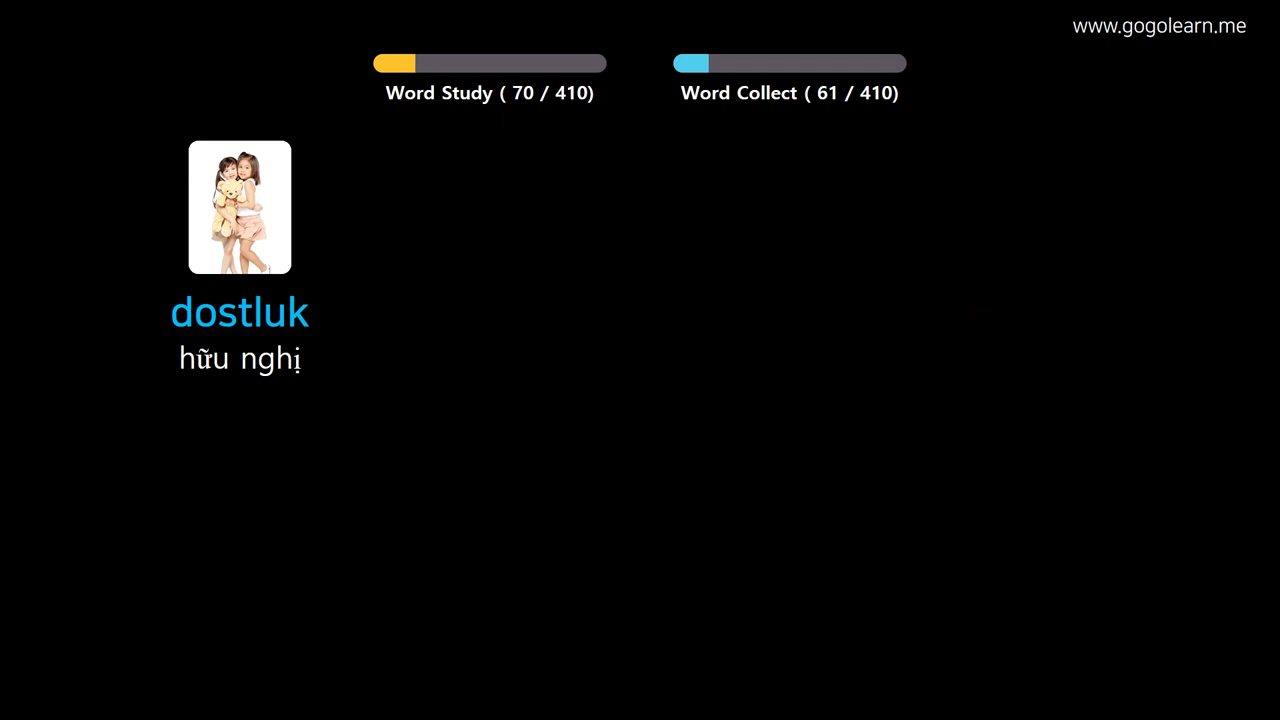 www.gogolearn.me
Word Study ( 70 / 410)
Word Collect ( 61 / 410)
dostluk
hữu nghị